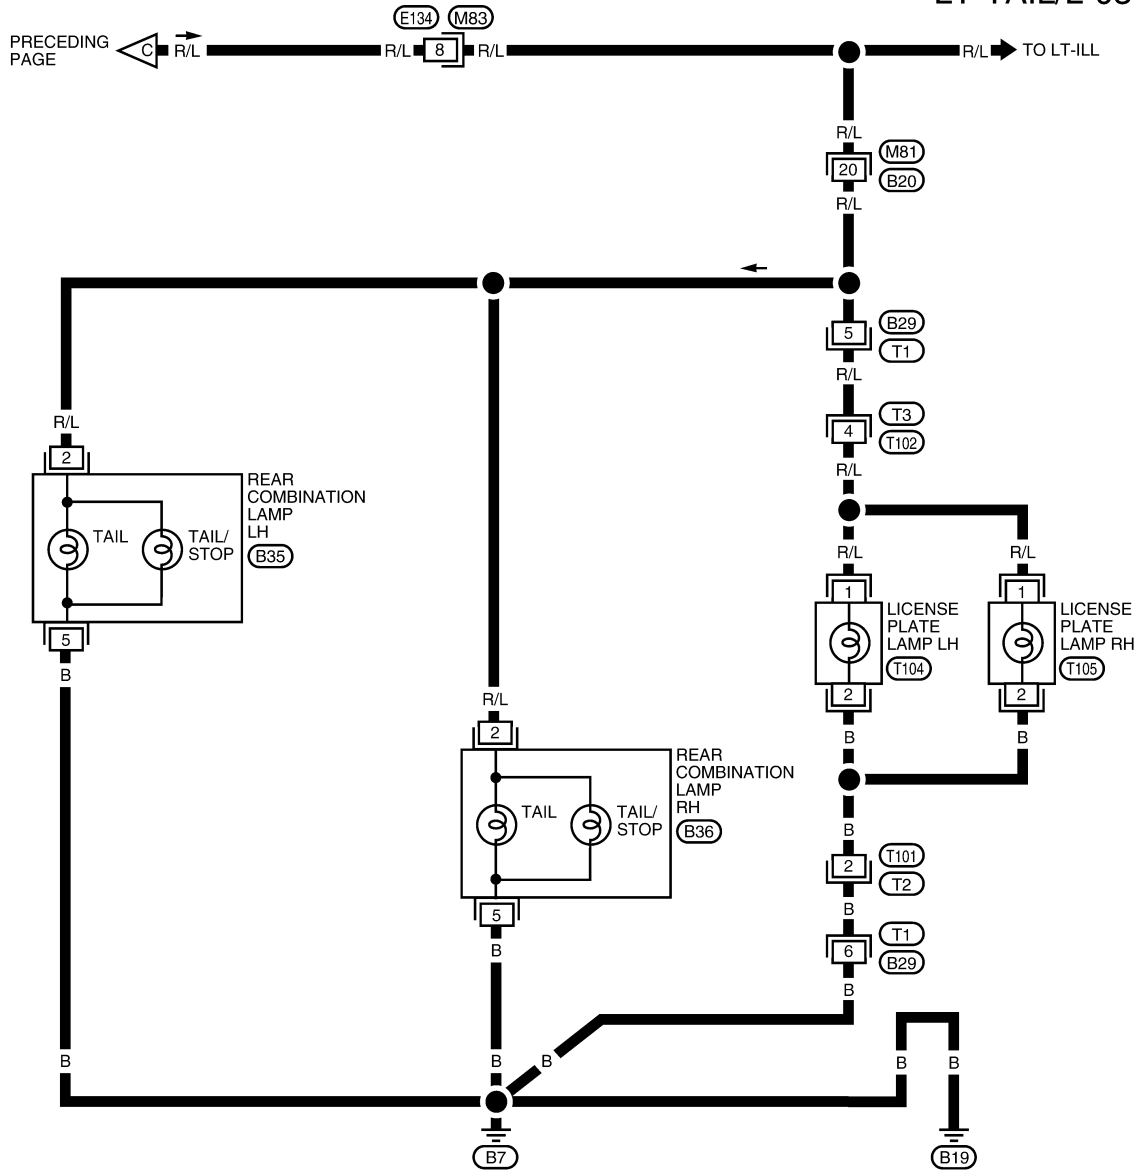 E134 M83
PRECEDING
PAGE
C R/L R/L 8 R/L R/L TO LT-ILL
R/L
20 M81
B20
R/L
5 B29
T1
R/L
4 T3
T102
R/L
R/L
2
REAR
COMBINATION
LAMP
LH
B35
TAIL
TAIL/
STOP
5
B
R/L R/L
1 1
LICENSE
PLATE
LAMP LH
T104
LICENSE
PLATE
LAMP RH
T105
2 2
B B
R/L
2
REAR
COMBINATION
LAMP
RH
B36
TAIL
TAIL/
STOP
5
B
B
2 T101
T2
B
6 T1
B29
B
B B B B B
B7 B19